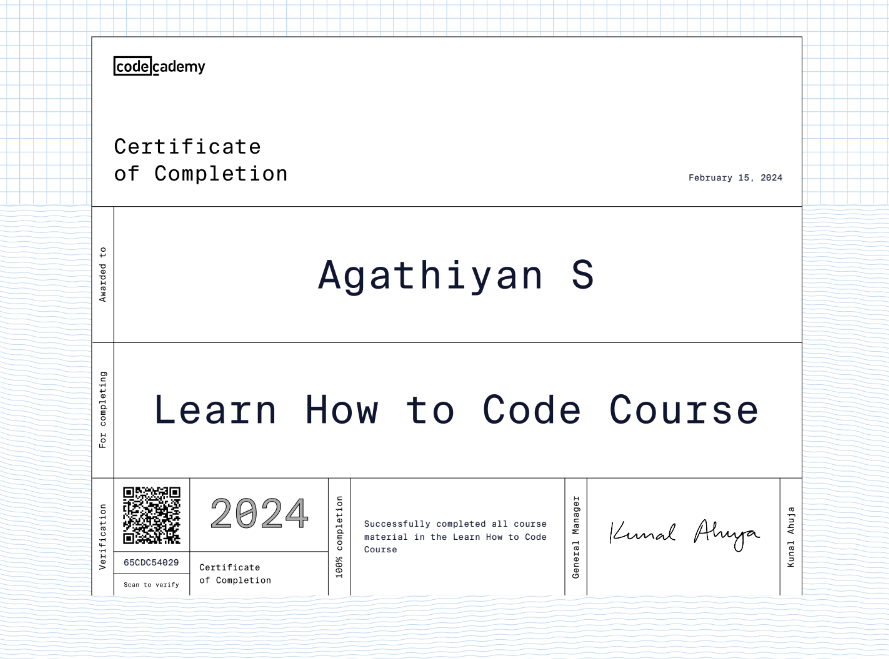 codecademy
Certificate
of Completion
February 15, 2024
Awarded to
Agathiyan S
For completing
Learn How to Code Course
Verification
65CDC54029
Scan to verify
2024
Certificate
of Completion
100% completion
Successfully completed all course
material in the Learn How to Code
Course
General Manager
Kunal Ahuja
Kunal Ahuja